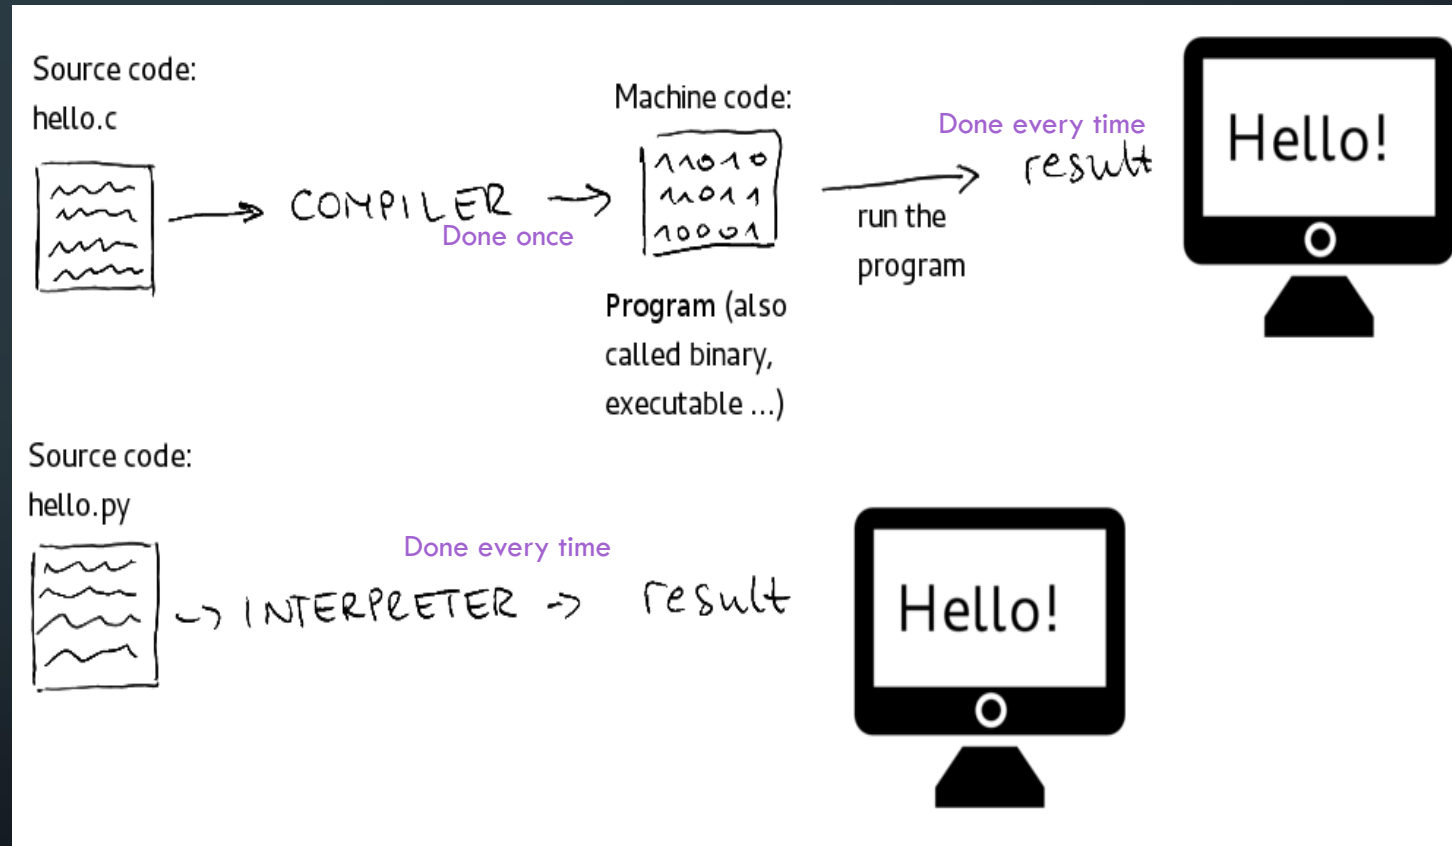 Source code:
hello.c
COMPILER
Done once
Machine code:
11010
11011
10001
Program (also
called binary,
executable ...)
run the
program
Done every time
result
Hello!
Source code:
hello.py
INTERPRETER
Done every time
result
Hello!